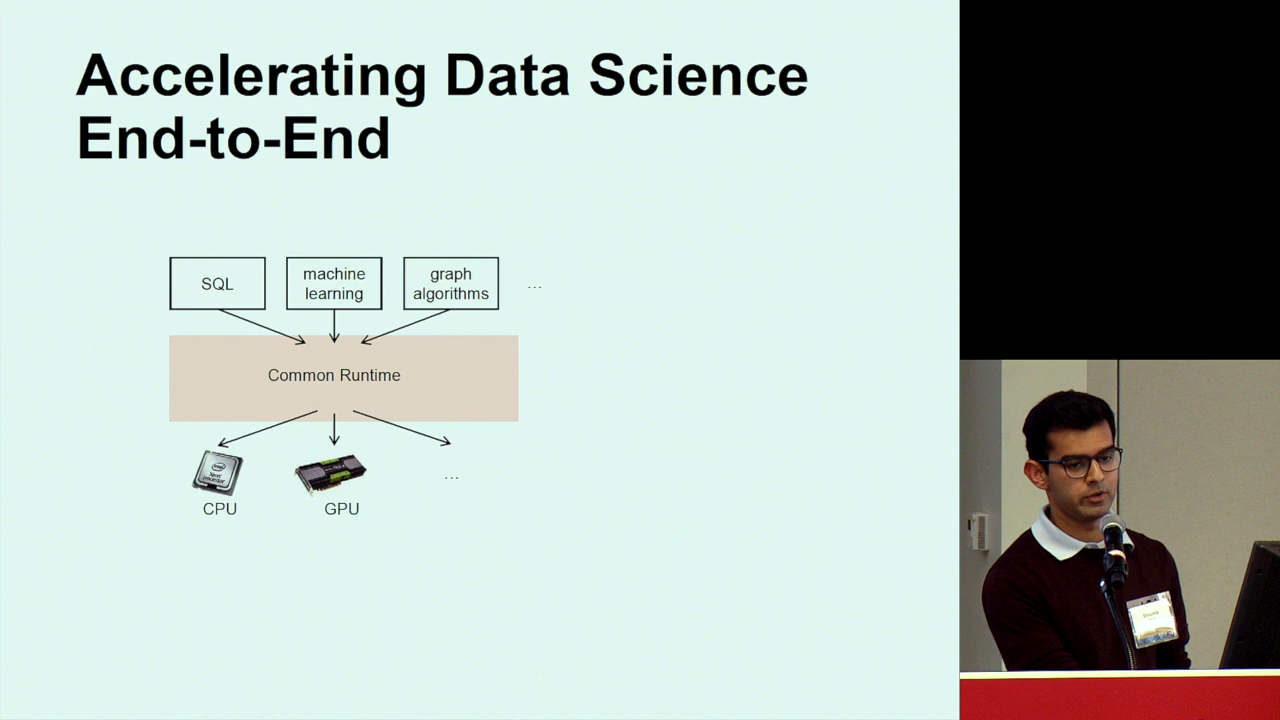 Accelerating Data Science
End-to-End
SQL
machine
learning
graph
algorithms
...
Common Runtime
...
CPU
GPU